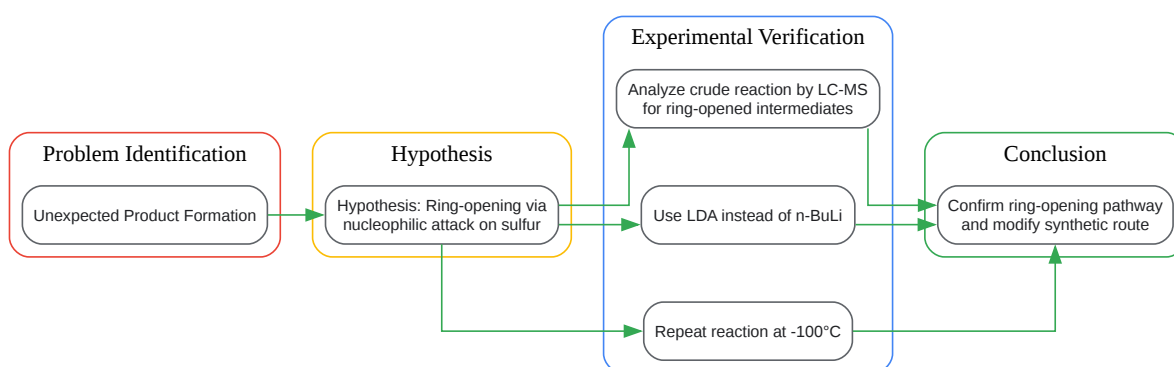 Problem Identification
Unexpected Product Formation
Hypothesis
Hypothesis: Ring-opening via
nucleophilic attack on sulfur
Experimental Verification
Analyze crude reaction by LC-MS
for ring-opened intermediates
Use LDA instead of n-BuLi
Repeat reaction at -100°C
Conclusion
Confirm ring-opening pathway
and modify synthetic route